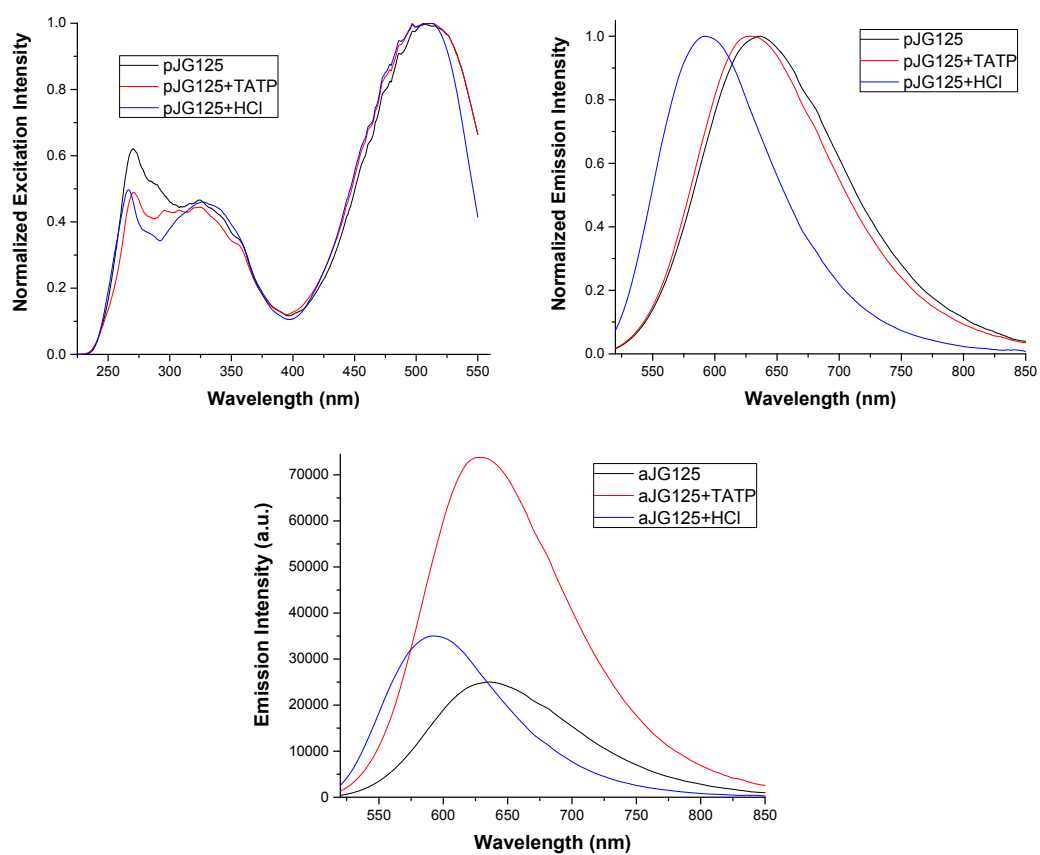 Normalized Excitation Intensity
1.0
0.8
0.6
0.4
0.2
0.0
pJG125
pJG125+TATP
pJG125+HCl
250 300 350 400 450 500 550
Wavelength (nm)
Normalized Emission Intensity
1.0
0.8
0.6
0.4
0.2
0.0
pJG125
pJG125+TATP
pJG125+HCl
550 600 650 700 750 800 850
Wavelength (nm)
Emission Intensity (a.u.)
70000
60000
50000
40000
30000
20000
10000
0
aJG125
aJG125+TATP
aJG125+HCl
550 600 650 700 750 800 850
Wavelength (nm)